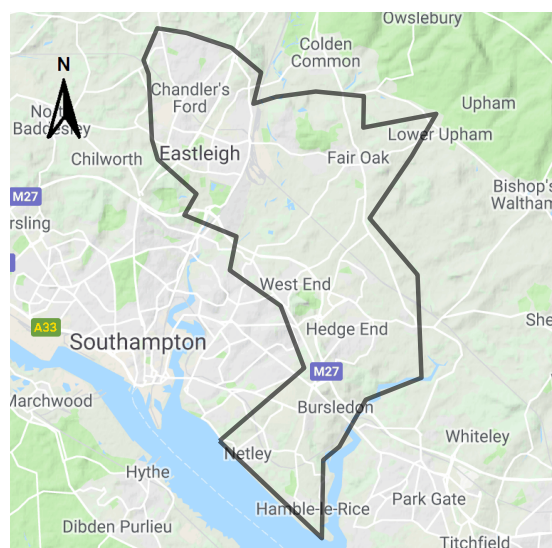 Owslebury
Colden
Common
N
Chandler's
Ford
Upham
North
Baddesley
Lower Upham
Chilworth
Eastleigh
Fair Oak
Bishop's
Waltham
M27
rsling
West End
She
A33
Southampton
Hedge End
M27
Marchwood
Bursledon
Whiteley
Netley
Hythe
Hamble-le-Rice
Park Gate
Dibden Purlieu
Titchfield